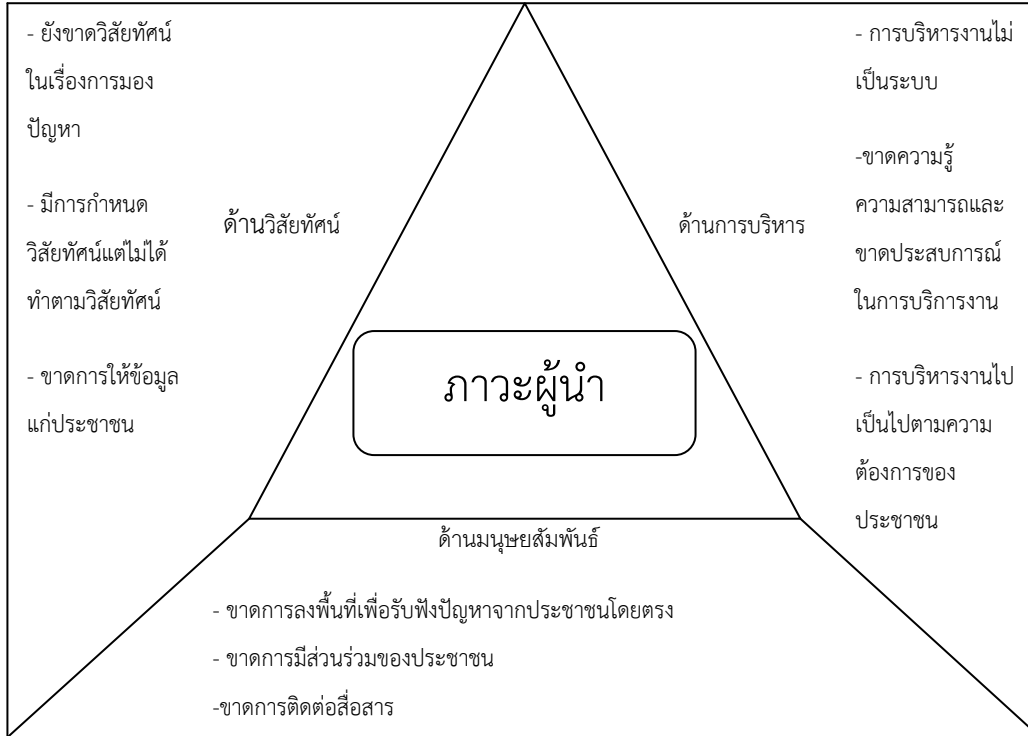 - ยังขาดวิสัยทัศน์
ในเรื่องการมอง
ปัญหา
- มีการกำหนด
วิสัยทัศน์แต่ไม่ได้
ทำตามวิสัยทัศน์
- ขาดการให้ข้อมูล
แก่ประชาชน
ด้านวิสัยทัศน์
ภาวะผู้นำ
ด้านการบริหาร
- การบริหารงานไม่
เป็นระบบ
-ขาดความรู้
ความสามารถและ
ขาดประสบการณ์
ในการบริการงาน
- การบริหารงานไป
เป็นไปตามความ
ต้องการของ
ประชาชน
ด้านมนุษยสัมพันธ์
- ขาดการลงพื้นที่เพื่อรับฟังปัญหาจากประชาชนโดยตรง
- ขาดการมีส่วนร่วมของประชาชน
-ขาดการติดต่อสื่อสาร